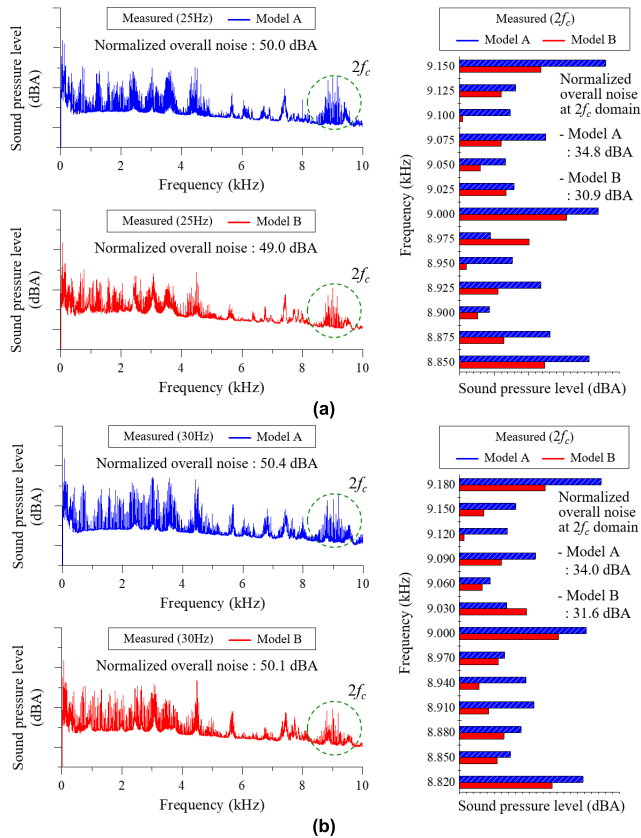 Measured (25Hz) Model A
Normalized overall noise : 50.0 dBA
2fc
Sound pressure level
(dBA)
0 2 4 6 8 10
Frequency (kHz)
Measured (25Hz) Model B
Normalized overall noise : 49.0 dBA
2fc
Sound pressure level
(dBA)
0 2 4 6 8 10
Frequency (kHz)
Measured (2fc)
Model A Model B
Frequency (kHz)
9.150
9.125
9.100
9.075
9.050
9.025
9.000
8.975
8.950
8.925
8.900
8.875
8.850
Normalized
overall noise
at 2fc domain
- Model A
: 34.8 dBA
- Model B
: 30.9 dBA
Sound pressure level (dBA)
(a)
Measured (30Hz) Model A
Normalized overall noise : 50.4 dBA
2fc
Sound pressure level
(dBA)
0 2 4 6 8 10
Frequency (kHz)
Measured (30Hz) Model B
Normalized overall noise : 50.1 dBA
2fc
Sound pressure level
(dBA)
0 2 4 6 8 10
Frequency (kHz)
Measured (2fc)
Model A Model B
Frequency (kHz)
9.180
9.150
9.120
9.090
9.060
9.030
9.000
8.970
8.940
8.910
8.880
8.850
8.820
Normalized
overall noise
at 2fc domain
- Model A
: 34.0 dBA
- Model B
: 31.6 dBA
Sound pressure level (dBA)
(b)